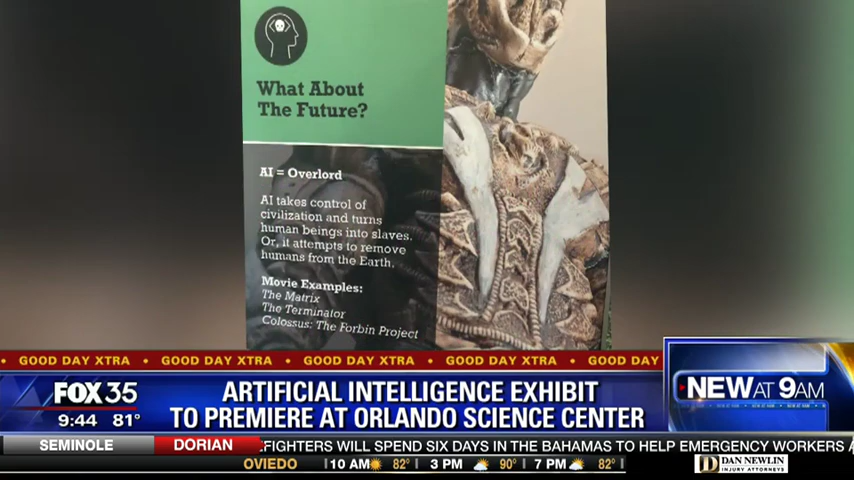 What About
The Future?
AI = Overlord
AI takes control of
civilization and turns
human beings into slaves.
Or, it attempts to remove
humans from the Earth.
Movie Examples:
The Matrix
The Terminator
Colossus: The Forbin Project
GOOD DAY XTRA • GOOD DAY XTRA • GOOD DAY XTRA • GOOD DAY XTRA • GOOD DAY
FOX 35
9:44 81°
ARTIFICIAL INTELLIGENCE EXHIBIT
TO PREMIERE AT ORLANDO SCIENCE CENTER
NEW AT 9AM
SEMINOLE DORIAN FIGHTERS WILL SPEND SIX DAYS IN THE BAHAMAS TO HELP EMERGENCY WORKERS
OVIEDO 10 AM 82° 3 PM 90° 7 PM 82° DAN NEWLIN
INJURY ATTORNEYS